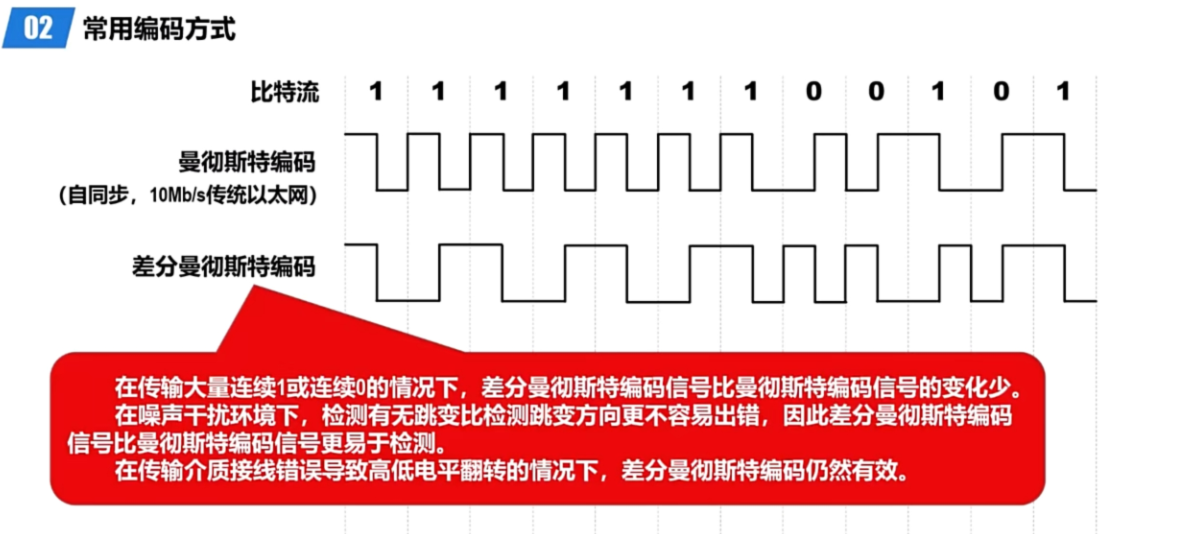 02 常用编码方式
比特流 1 1 1 1 1 1 1 0 0 1 0 1
曼彻斯特编码
（自同步，10Mb/s传统以太网）
差分曼彻斯特编码
在传输大量连续1或连续0的情况下，差分曼彻斯特编码信号比曼彻斯特编码信号的变化少。
在噪声干扰环境下，检测有无跳变比检测跳变方向更不容易出错，因此差分曼彻斯特编码
信号比曼彻斯特编码信号更易于检测。
在传输介质接线错误导致高低电平翻转的情况下，差分曼彻斯特编码仍然有效。